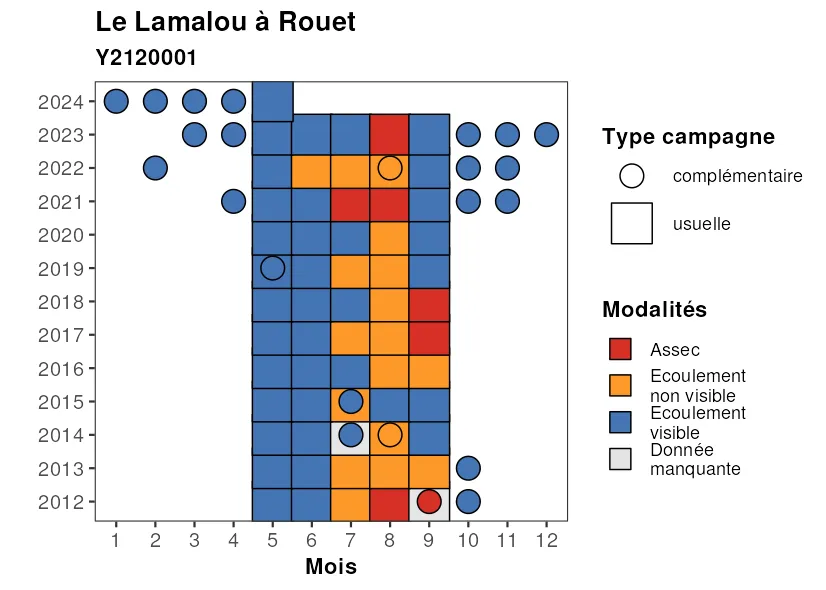 Le Lamalou à Rouet
Y2120001
2024
2023
2022
2021
2020
2019
2018
2017
2016
2015
2014
2013
2012
1 2 3 4 5 6 7 8 9 10 11 12
Mois
Type campagne
complémentaire
usuelle
Modalités
Assec
Ecoulement
non visible
Ecoulement
visible
Donnée
manquante